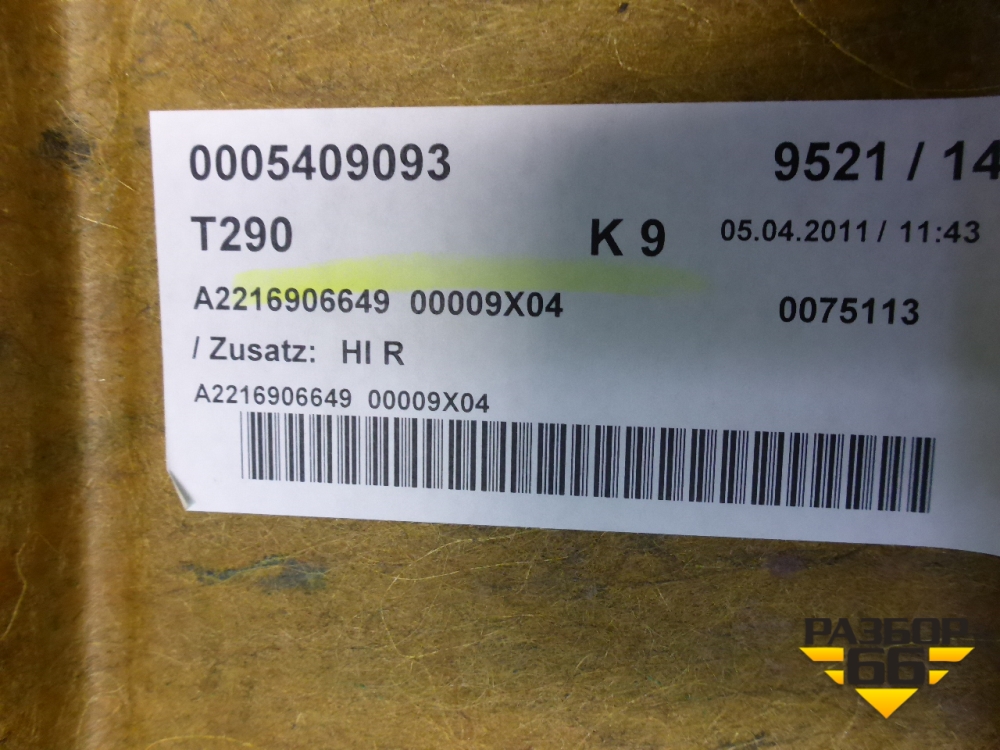 0005409093 9521 / 14
T290 K 9 05.04.2011 / 11:43
A2216906649 00009X04 0075113
/ Zusatz: HI R
A2216906649 00009X04
РАЗБОР
66